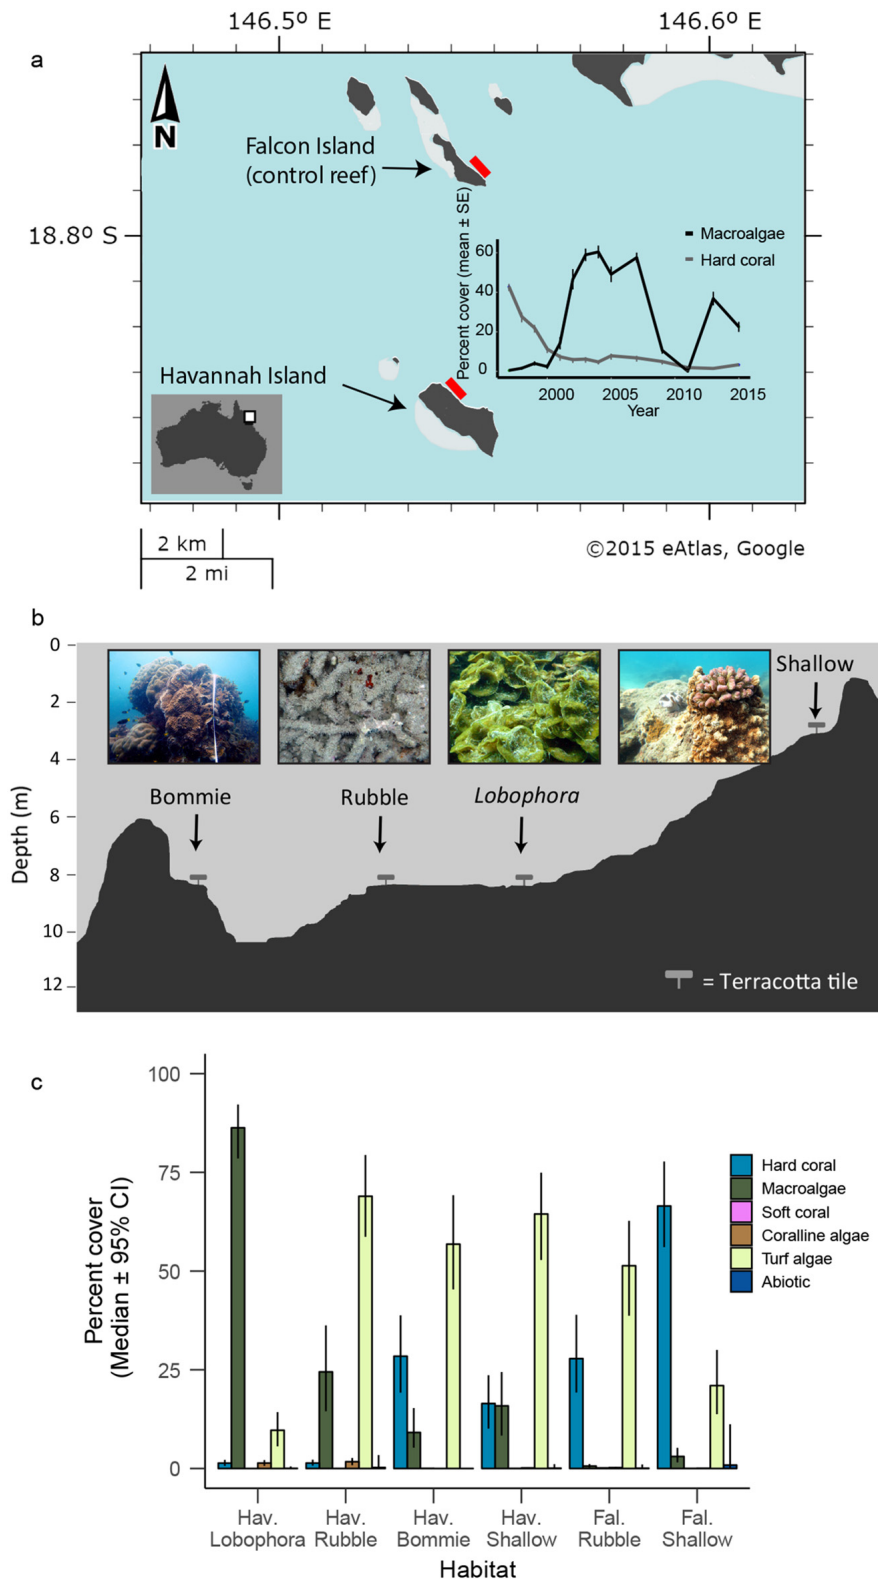 146.5º E
146.6º E
a
N
Falcon Island
(control reef)
18.8º S
Percent cover (mean ± SE)
60
40
20
0
Macroalgae
Hard coral
2000
2005
2010
2015
Year
Havannah Island
2 km
2 mi
©2015 eAtlas, Google
b
0
2
4
6
8
10
12
Depth (m)
Shallow
Bommie
Rubble
Lobophora
= Terracotta tile
c
100
75
50
25
0
Percent cover
(Median ± 95% CI)
Hard coral
Macroalgae
Soft coral
Coralline algae
Turf algae
Abiotic
Hav.
Lobophora
Hav.
Rubble
Hav.
Bommie
Hav.
Shallow
Fal.
Rubble
Fal.
Shallow
Habitat